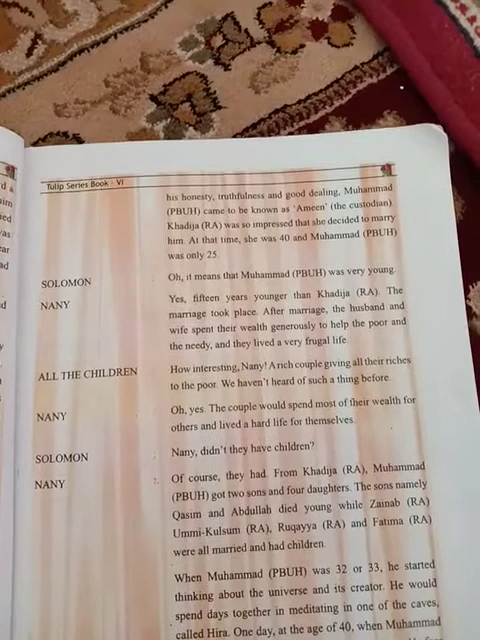 Tulip Series Book - VI
his honesty, truthfulness and good dealing, Muhammad
(PBUH) came to be known as 'Ameen' (the custodian)
Khadija (RA) was so impressed that she decided to marry
him. At that time, she was 40 and Muhammad (PBUH)
was only 25.
SOLOMON : Oh, it means that Muhammad (PBUH) was very young.
NANY : Yes, fifteen years younger than Khadija (RA). The
marriage took place. After marriage, the husband and
wife spent their wealth generously to help the poor and
the needy, and they lived a very frugal life.
ALL THE CHILDREN : How interesting, Nany! A rich couple giving all their riches
to the poor. We haven't heard of such a thing before.
NANY : Oh, yes. The couple would spend most of their wealth for
others and lived a hard life for themselves.
SOLOMON : Nany, didn't they have children?
NANY : Of course, they had. From Khadija (RA), Muhammad
(PBUH) got two sons and four daughters. The sons namely
Qasim and Abdullah died young while Zainab (RA)
Ummi-Kulsum (RA), Ruqayya (RA) and Fatima (RA)
were all married and had children.
When Muhammad (PBUH) was 32 or 33, he started
thinking about the universe and its creator. He would
spend days together in meditating in one of the caves,
called Hira. One day, at the age of 40, when Muhammad